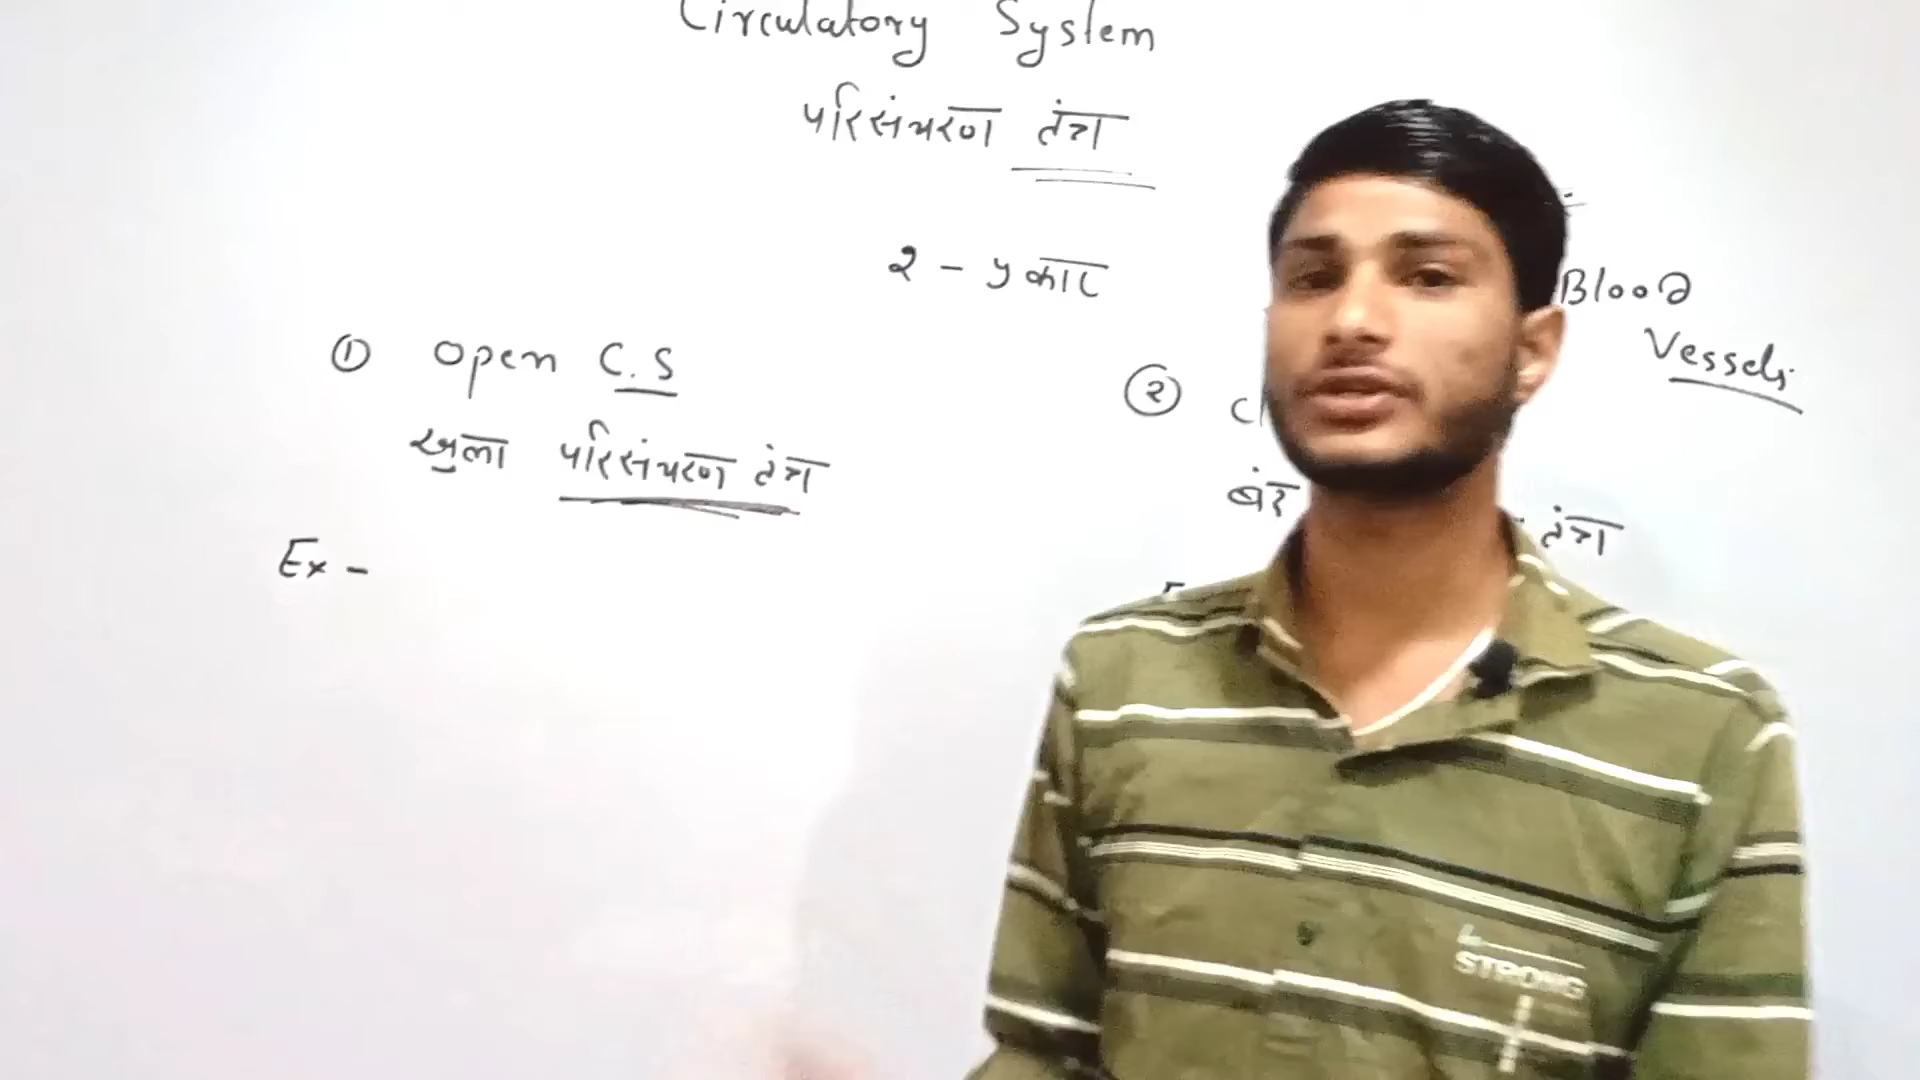 Circulatory System
परिसंचरण तंत्र
2 - प्रकार
Blood
Vessels
① Open C.S
②
खुला परिसंचरण तंत्र
तंत्र
Ex -
STRONG